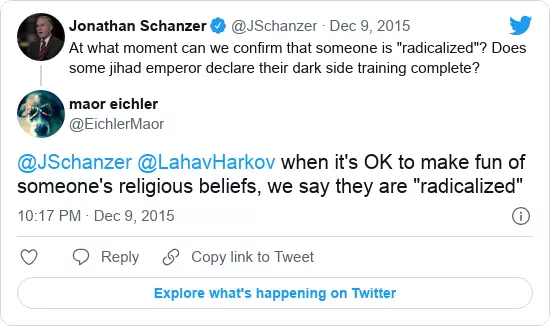 Jonathan Schanzer @JSchanzer · Dec 9, 2015
At what moment can we confirm that someone is "radicalized"? Does
some jihad emperor declare their dark side training complete?
maor eichler
@EichlerMaor
@JSchanzer @LahavHarkov when it's OK to make fun of
someone's religious beliefs, we say they are "radicalized"
10:17 PM · Dec 9, 2015
Reply
Copy link to Tweet
Explore what's happening on Twitter